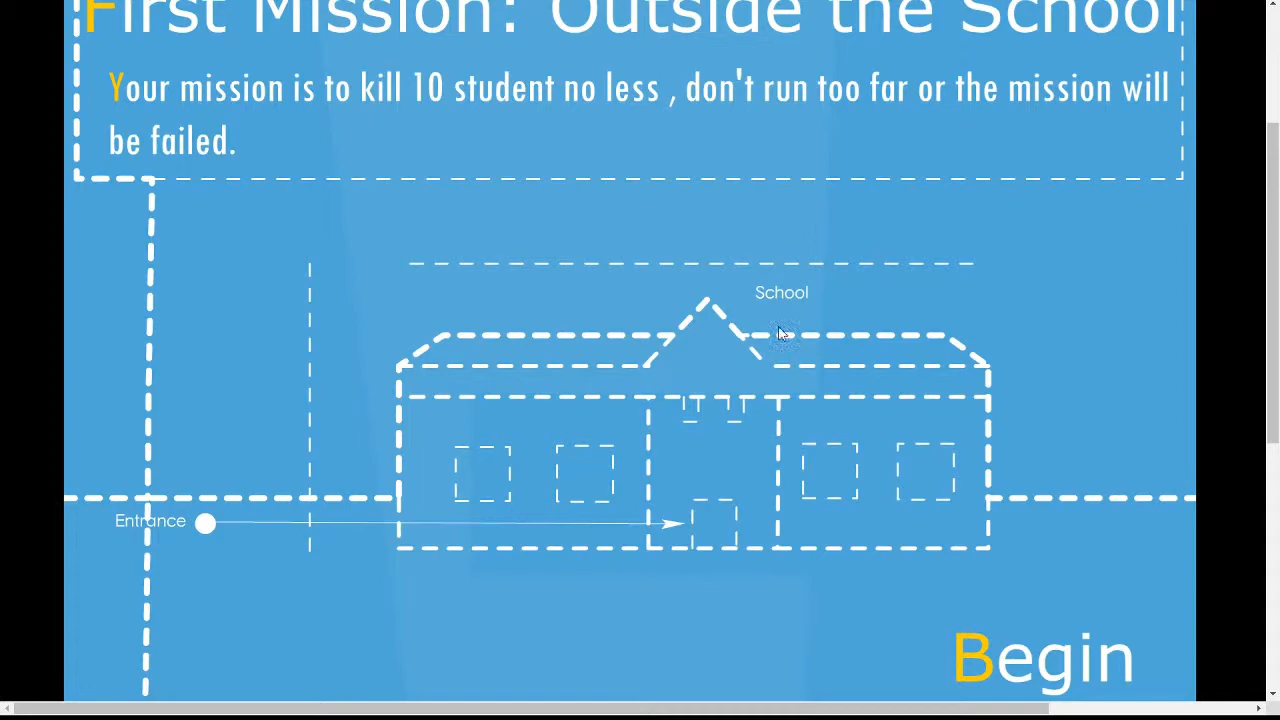 First Mission: Outside the School
Your mission is to kill 10 student no less , don't run too far or the mission will
be failed.
School
Entrance
Begin